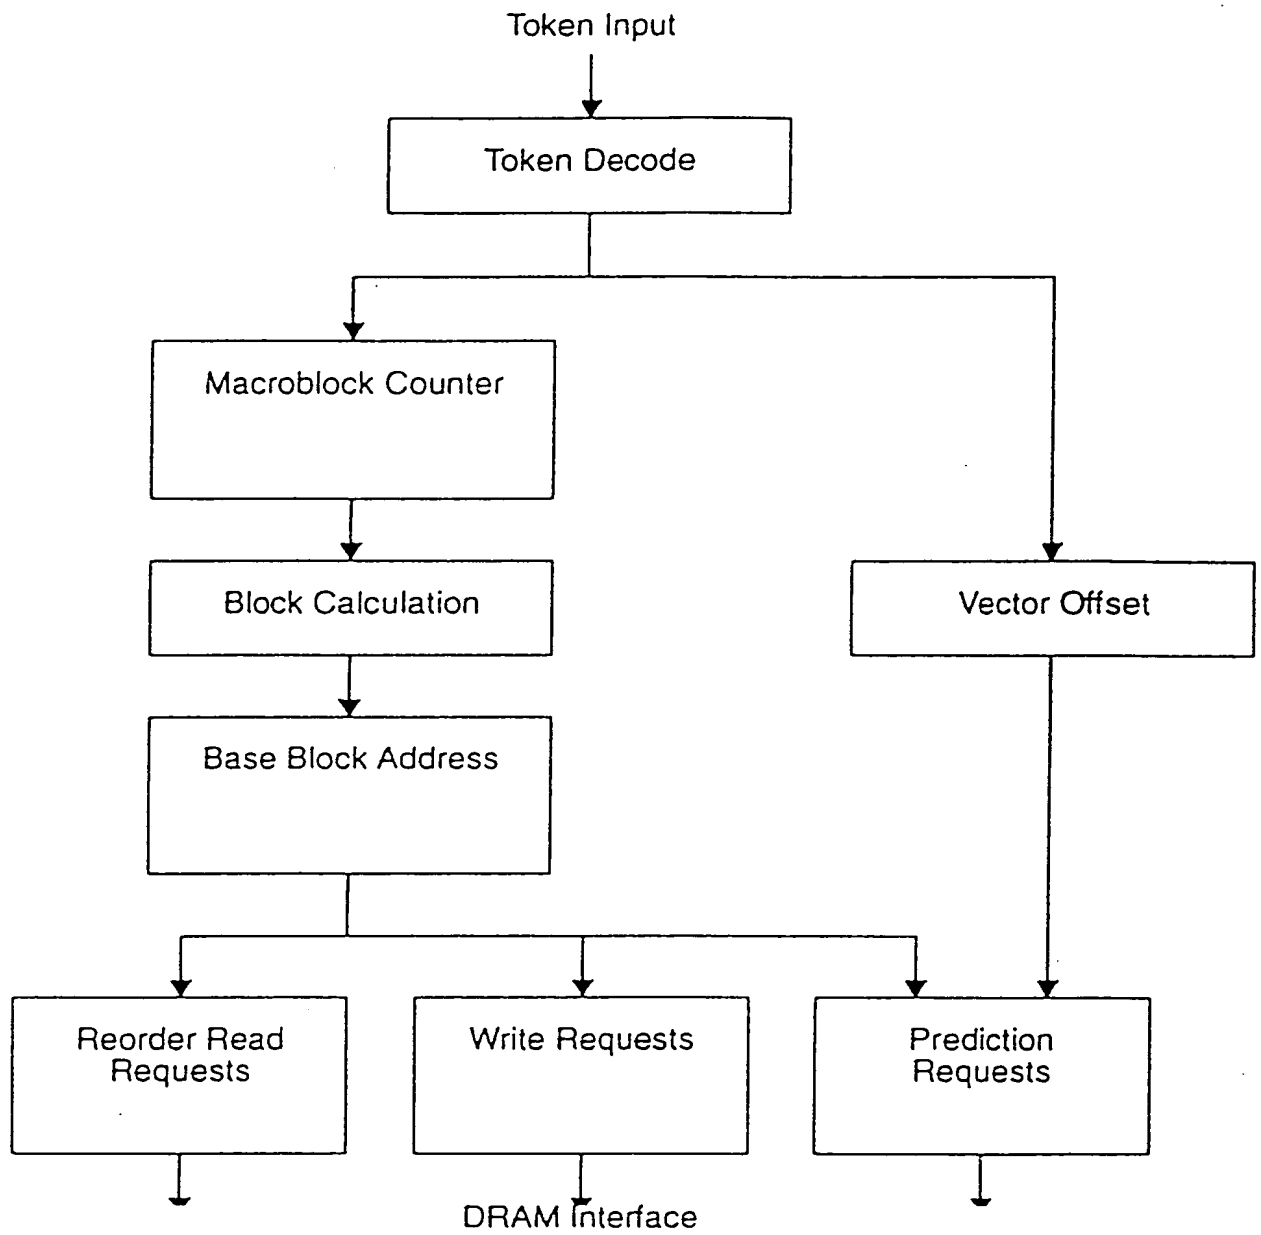 Token Input
Token Decode
Macroblock Counter
Block Calculation
Vector Offset
Base Block Address
Reorder Read
Requests
Write Requests
Prediction
Requests
DRAM Interface